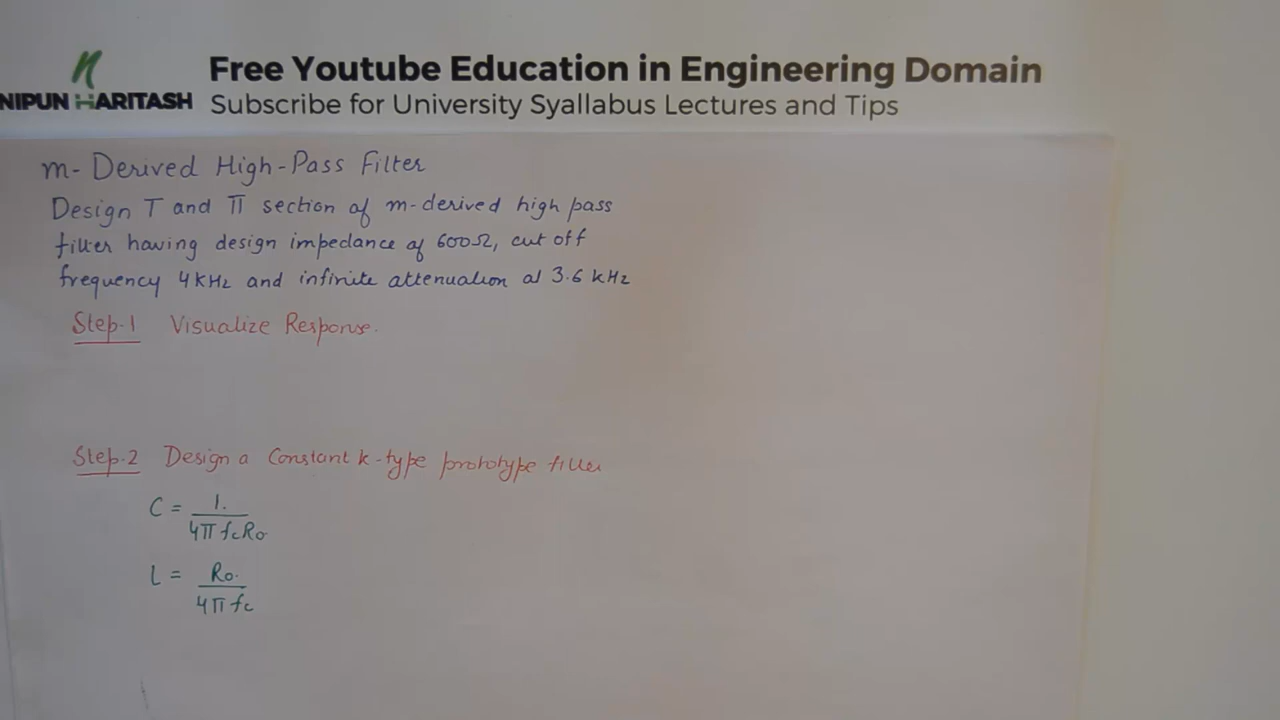 NIPUN HARITASH
Free Youtube Education in Engineering Domain
Subscribe for University Syallabus Lectures and Tips
m-Derived High-Pass Filter
Design T and Π section of m-derived high pass
filter having design impedance of 600Ω, cut off
frequency 4KHz and infinite attenuation at 3.6 kHz
Step-1 Visualize Response.
Step-2 Design a Constant k-type prototype filter
C = 1 / 4π fc Ro
L = Ro / 4π fc